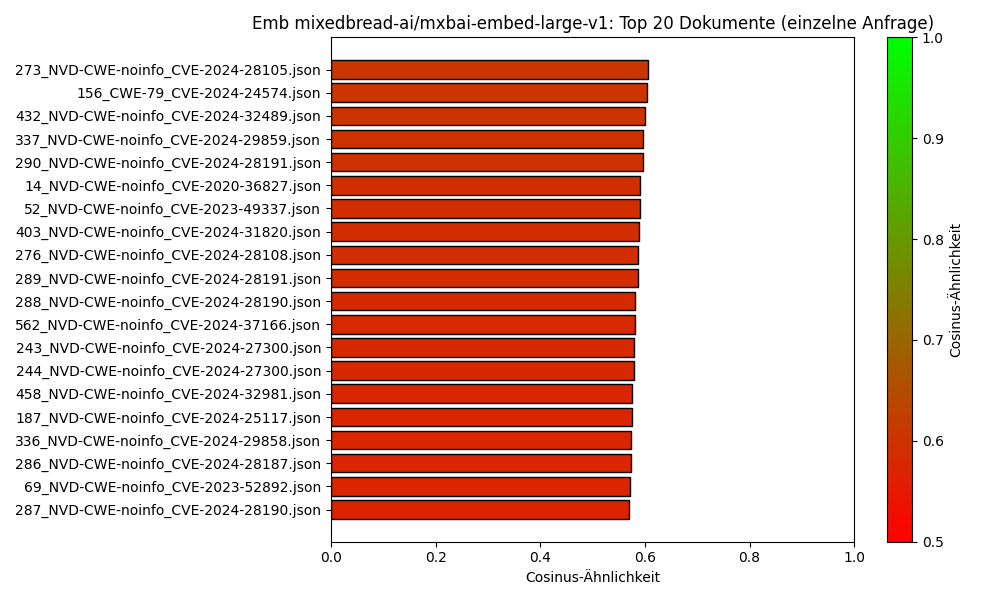 Emb mixedbread-ai/mxbai-embed-large-v1: Top 20 Dokumente (einzelne Anfrage)
273_NVD-CWE-noinfo_CVE-2024-28105.json
156_CWE-79_CVE-2024-24574.json
432_NVD-CWE-noinfo_CVE-2024-32489.json
337_NVD-CWE-noinfo_CVE-2024-29859.json
290_NVD-CWE-noinfo_CVE-2024-28191.json
14_NVD-CWE-noinfo_CVE-2020-36827.json
52_NVD-CWE-noinfo_CVE-2023-49337.json
403_NVD-CWE-noinfo_CVE-2024-31820.json
276_NVD-CWE-noinfo_CVE-2024-28108.json
289_NVD-CWE-noinfo_CVE-2024-28191.json
288_NVD-CWE-noinfo_CVE-2024-28190.json
562_NVD-CWE-noinfo_CVE-2024-37166.json
243_NVD-CWE-noinfo_CVE-2024-27300.json
244_NVD-CWE-noinfo_CVE-2024-27300.json
458_NVD-CWE-noinfo_CVE-2024-32981.json
187_NVD-CWE-noinfo_CVE-2024-25117.json
336_NVD-CWE-noinfo_CVE-2024-29858.json
286_NVD-CWE-noinfo_CVE-2024-28187.json
69_NVD-CWE-noinfo_CVE-2023-52892.json
287_NVD-CWE-noinfo_CVE-2024-28190.json
0.0 0.2 0.4 0.6 0.8 1.0
Cosinus-Ähnlichkeit
1.0
0.9
0.8
0.7
0.6
0.5
Cosinus-Ähnlichkeit